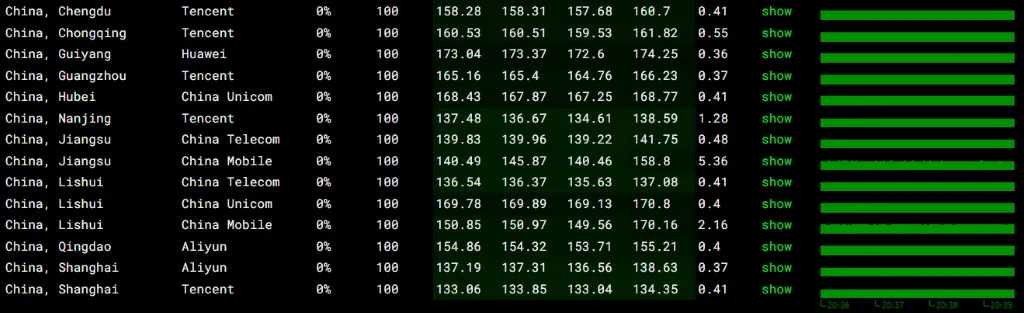 China, Chengdu Tencent 0% 100 158.28 158.31 157.68 160.7 0.41 show
China, Chongqing Tencent 0% 100 160.53 160.51 159.53 161.82 0.55 show
China, Guiyang Huawei 0% 100 173.04 173.37 172.6 174.25 0.36 show
China, Guangzhou Tencent 0% 100 165.16 165.4 164.76 166.23 0.37 show
China, Hubei China Unicom 0% 100 168.43 167.87 167.25 168.77 0.41 show
China, Nanjing Tencent 0% 100 137.48 136.67 134.61 138.59 1.28 show
China, Jiangsu China Telecom 0% 100 139.83 139.96 139.22 141.75 0.48 show
China, Jiangsu China Mobile 0% 100 140.49 145.87 140.46 158.8 5.36 show
China, Lishui China Telecom 0% 100 136.54 136.37 135.63 137.08 0.41 show
China, Lishui China Unicom 0% 100 169.78 169.89 169.13 170.8 0.4 show
China, Lishui China Mobile 0% 100 150.85 150.97 149.56 170.16 2.16 show
China, Qingdao Aliyun 0% 100 154.86 154.32 153.71 155.21 0.4 show
China, Shanghai Aliyun 0% 100 137.19 137.31 136.56 138.63 0.37 show
China, Shanghai Tencent 0% 100 133.06 133.85 133.04 134.35 0.41 show
20:36 20:37 20:38 20:39